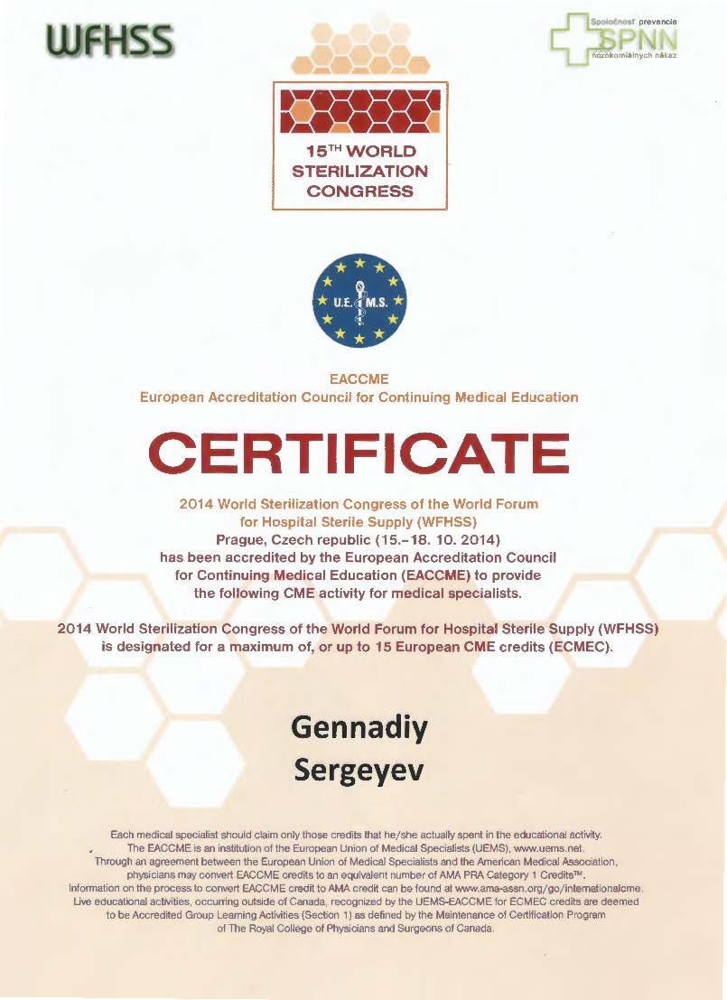 WFHSS
Spoločnosť prevencie
SPNN
nozokomiálnych nákaz
15TH WORLD
STERILIZATION
CONGRESS
U.E.M.S.
EACCME
European Accreditation Council for Continuing Medical Education
CERTIFICATE
2014 World Sterilization Congress of the World Forum
for Hospital Sterile Supply (WFHSS)
Prague, Czech republic (15.–18. 10. 2014)
has been accredited by the European Accreditation Council
for Continuing Medical Education (EACCME) to provide
the following CME activity for medical specialists.
2014 World Sterilization Congress of the World Forum for Hospital Sterile Supply (WFHSS)
is designated for a maximum of, or up to 15 European CME credits (ECMEC).
Gennadiy
Sergeyev
Each medical specialist should claim only those credits that he/she actually spent in the educational activity.
The EACCME is an institution of the European Union of Medical Specialists (UEMS), www.uems.net.
Through an agreement between the European Union of Medical Specialists and the American Medical Association,
physicians may convert EACCME credits to an equivalent number of AMA PRA Category 1 Credits™.
Information on the process to convert EACCME credit to AMA credit can be found at www.ama-assn.org/go/internationalcme.
Live educational activities, occurring outside of Canada, recognized by the UEMS-EACCME for ECMEC credits are deemed
to be Accredited Group Learning Activities (Section 1) as defined by the Maintenance of Certification Program
of The Royal College of Physicians and Surgeons of Canada.